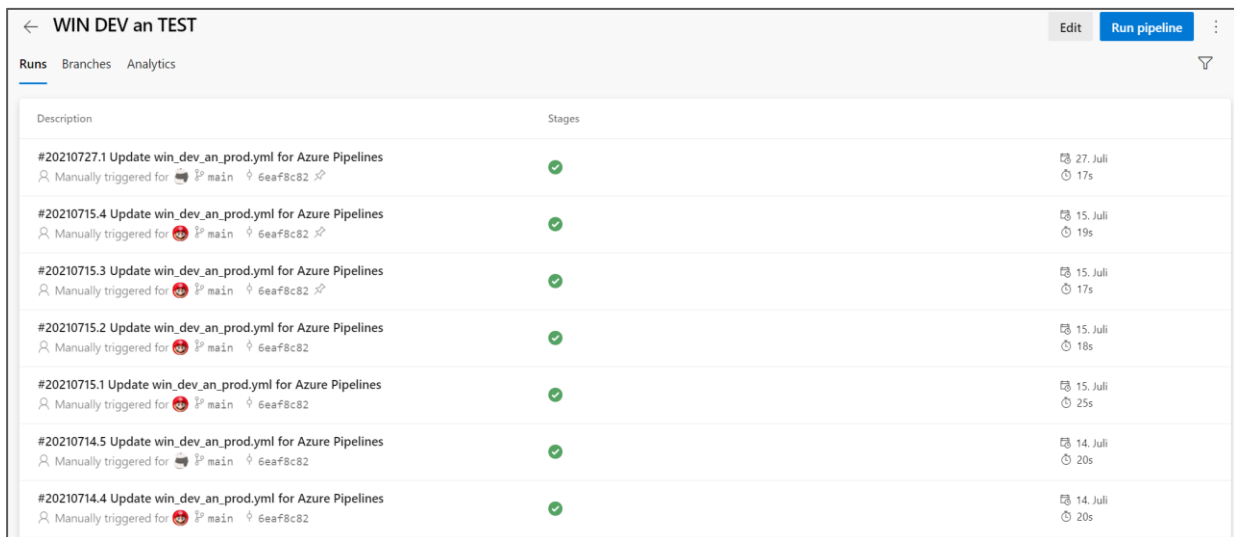 WIN DEV an TEST
Edit
Run pipeline
Runs Branches Analytics
Description Stages
#20210727.1 Update win_dev_an_prod.yml for Azure Pipelines
27. Juli
Manually triggered for main 6eaf8c82
17s
#20210715.4 Update win_dev_an_prod.yml for Azure Pipelines
15. Juli
Manually triggered for main 6eaf8c82
19s
#20210715.3 Update win_dev_an_prod.yml for Azure Pipelines
15. Juli
Manually triggered for main 6eaf8c82
17s
#20210715.2 Update win_dev_an_prod.yml for Azure Pipelines
15. Juli
Manually triggered for main 6eaf8c82
18s
#20210715.1 Update win_dev_an_prod.yml for Azure Pipelines
15. Juli
Manually triggered for main 6eaf8c82
25s
#20210714.5 Update win_dev_an_prod.yml for Azure Pipelines
14. Juli
Manually triggered for main 6eaf8c82
20s
#20210714.4 Update win_dev_an_prod.yml for Azure Pipelines
14. Juli
Manually triggered for main 6eaf8c82
20s